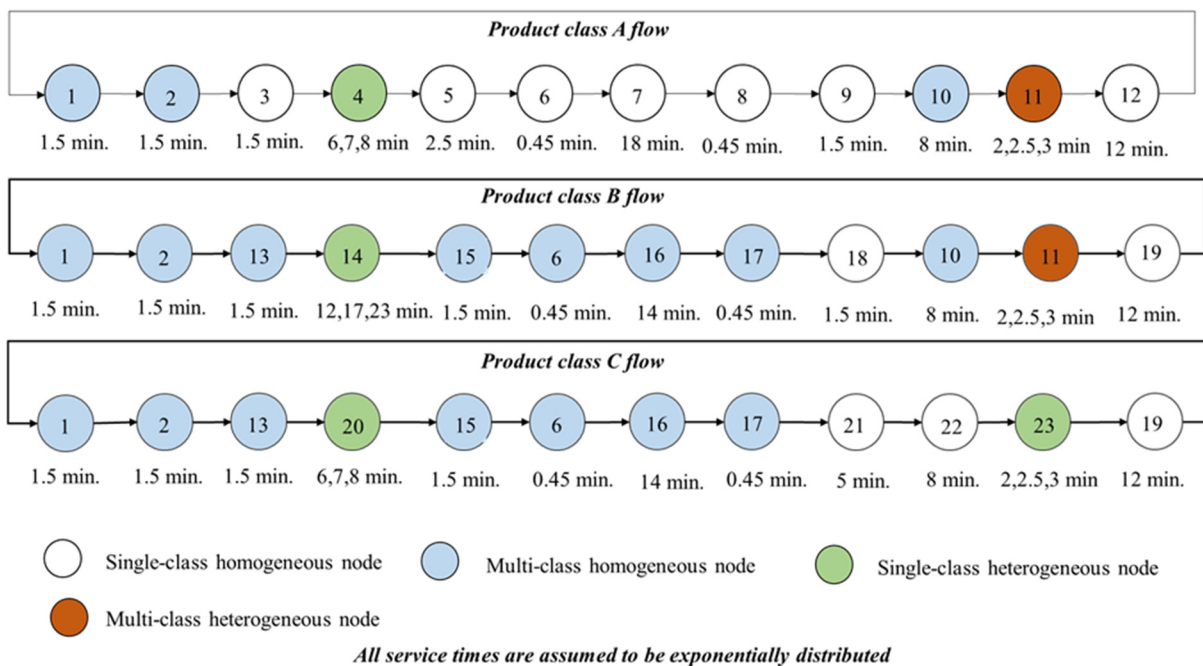 Product class A flow
1 2 3 4 5 6 7 8 9 10 11 12
1.5 min. 1.5 min. 1.5 min. 6,7,8 min 2.5 min. 0.45 min. 18 min. 0.45 min. 1.5 min. 8 min. 2,2.5,3 min 12 min.
Product class B flow
1 2 13 14 15 6 16 17 18 10 11 19
1.5 min. 1.5 min. 1.5 min. 12,17,23 min. 1.5 min. 0.45 min. 14 min. 0.45 min. 1.5 min. 8 min. 2,2.5,3 min 12 min.
Product class C flow
1 2 13 20 15 6 16 17 21 22 23 19
1.5 min. 1.5 min. 1.5 min. 6,7,8 min. 1.5 min. 0.45 min. 14 min. 0.45 min. 5 min. 8 min. 2,2.5,3 min 12 min.
Single-class homogeneous node Multi-class homogeneous node Single-class heterogeneous node
Multi-class heterogeneous node
All service times are assumed to be exponentially distributed